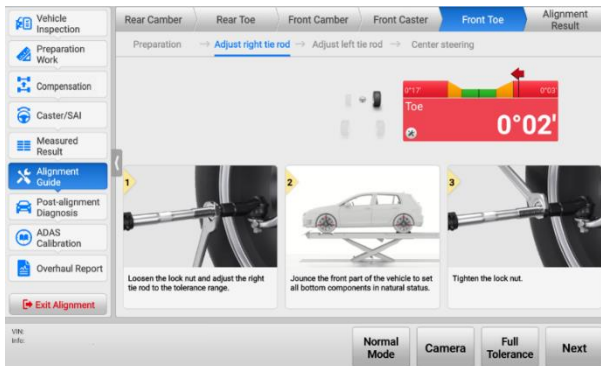 Vehicle
Inspection
Preparation
Work
Compensation
Caster/SAI
Measured
Result
Alignment
Guide
Post-alignment
Diagnosis
ADAS
Calibration
Overhaul Report
Exit Alignment
Rear Camber
Rear Toe
Front Camber
Front Caster
Front Toe
Alignment
Result
Preparation → Adjust right tie rod → Adjust left tie rod → Center steering
0°17' 0°03'
Toe
0°02'
1
Loosen the lock nut and adjust the right
tie rod to the tolerance range.
2
Jounce the front part of the vehicle to set
all bottom components in natural status.
3
Tighten the lock nut.
VIN:
Info:
Normal
Mode
Camera
Full
Tolerance
Next